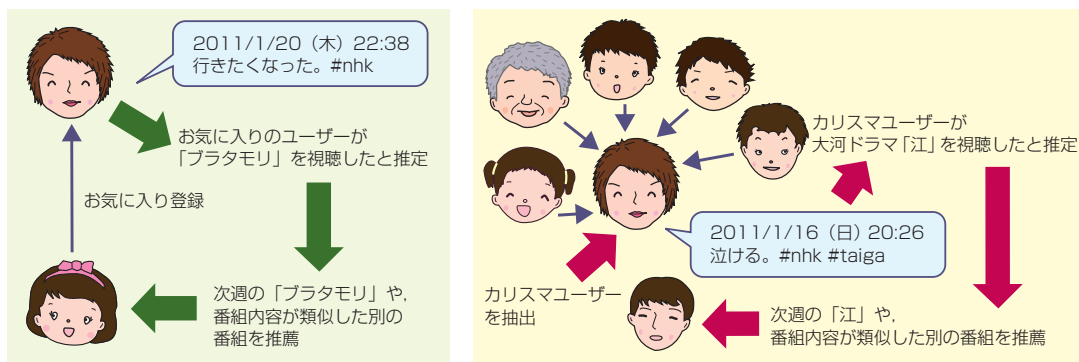 2011/1/20（木）22:38
行きたくなった。#nhk
お気に入りのユーザーが
「ブラタモリ」を視聴したと推定
お気に入り登録
次週の「ブラタモリ」や，
番組内容が類似した別の
番組を推薦
カリスマユーザーが
大河ドラマ「江」を視聴したと推定
2011/1/16（日）20:26
泣ける。#nhk #taiga
カリスマユーザー
を抽出
次週の「江」や，
番組内容が類似した別の番組を推薦